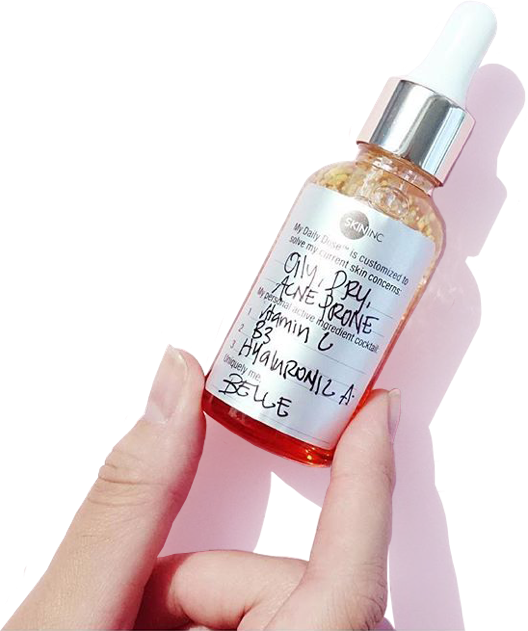 SKIN INC
My Daily Dose™ is customized to
solve my current skin concerns:
OILY, DRY,
ACNE PRONE
My personal active ingredient cocktail:
1. Vitamin C
2. B3
3. HYALURONIC A.
Uniquely me,
BELLE